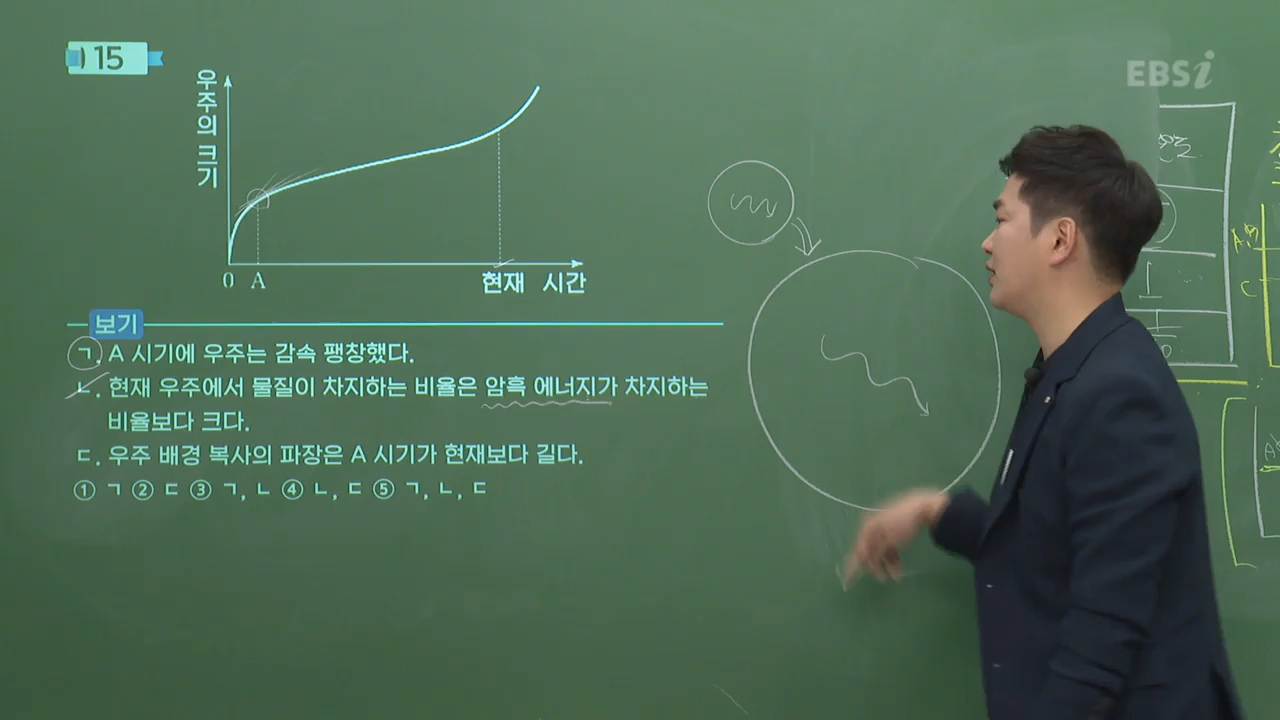 15
EBSi
우주의 크기
0 A 현재 시간
보기
ㄱ. A 시기에 우주는 감속 팽창했다.
ㄴ. 현재 우주에서 물질이 차지하는 비율은 암흑 에너지가 차지하는
비율보다 크다.
ㄷ. 우주 배경 복사의 파장은 A 시기가 현재보다 길다.
① ㄱ ② ㄷ ③ ㄱ, ㄴ ④ ㄴ, ㄷ ⑤ ㄱ, ㄴ, ㄷ